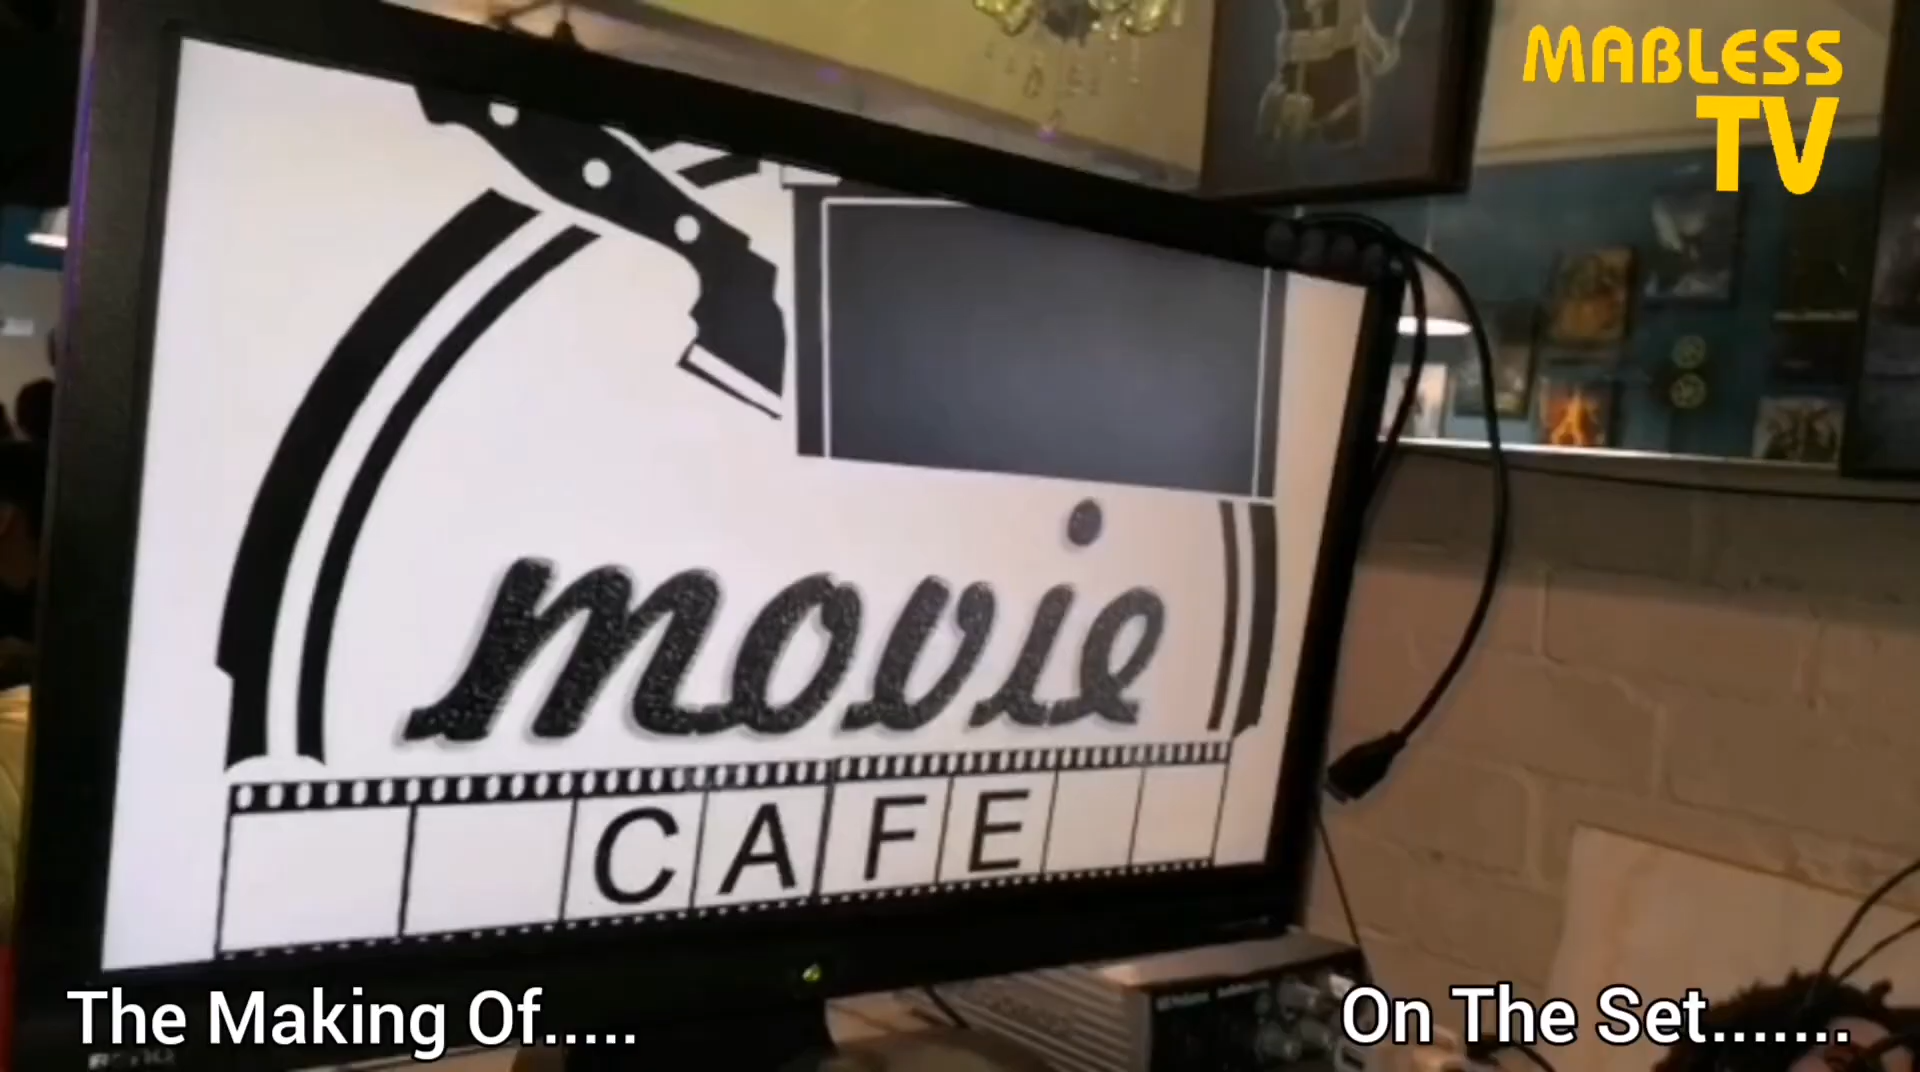 MABLESS
TV
movie
CAFE
The Making Of.....
On The Set.......